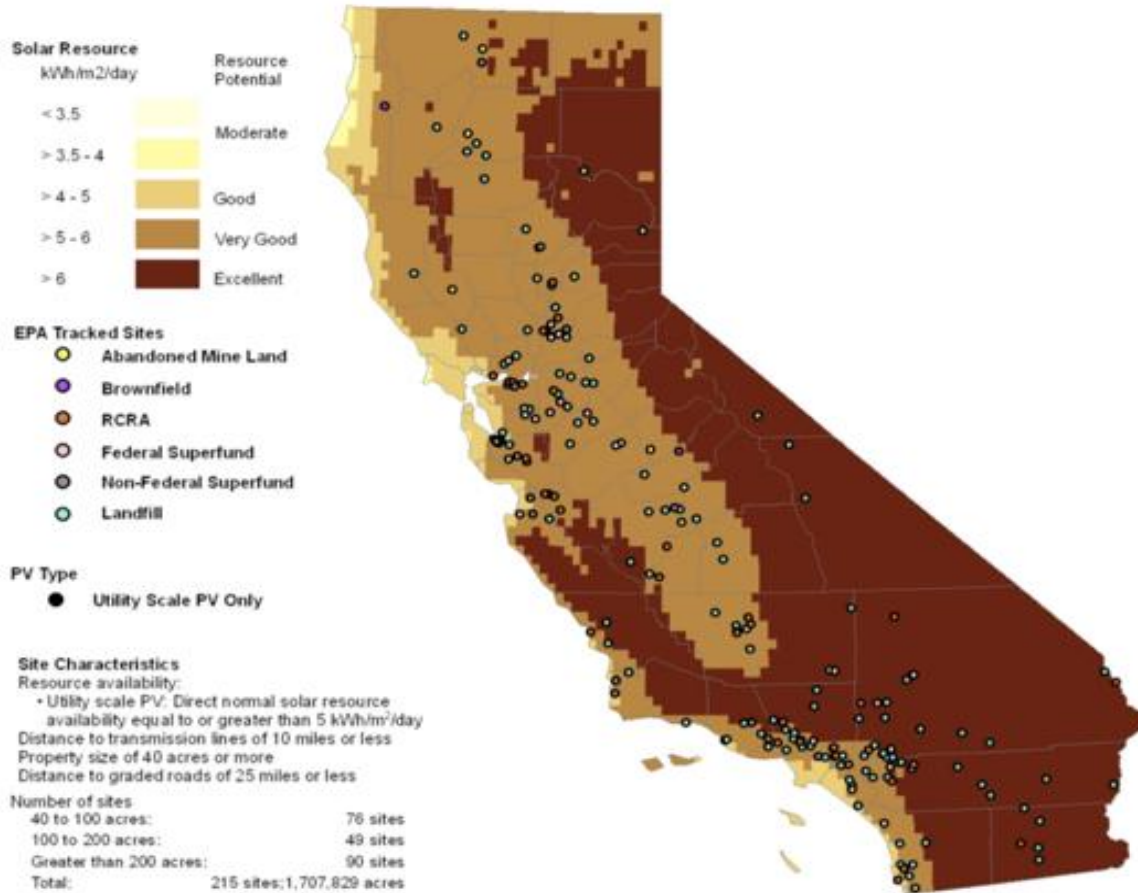 Solar Resource
kWh/m2/day
Resource Potential
< 3.5
Moderate
> 3.5 - 4
> 4 - 5 Good
> 5 - 6 Very Good
> 6 Excellent
EPA Tracked Sites
Abandoned Mine Land
Brownfield
RCRA
Federal Superfund
Non-Federal Superfund
Landfill
PV Type
Utility Scale PV Only
Site Characteristics
Resource availability:
• Utility scale PV: Direct normal solar resource
availability equal to or greater than 5 kWh/m²/day
Distance to transmission lines of 10 miles or less
Property size of 40 acres or more
Distance to graded roads of 25 miles or less
Number of sites
40 to 100 acres: 76 sites
100 to 200 acres: 49 sites
Greater than 200 acres: 90 sites
Total: 215 sites;1,707,829 acres